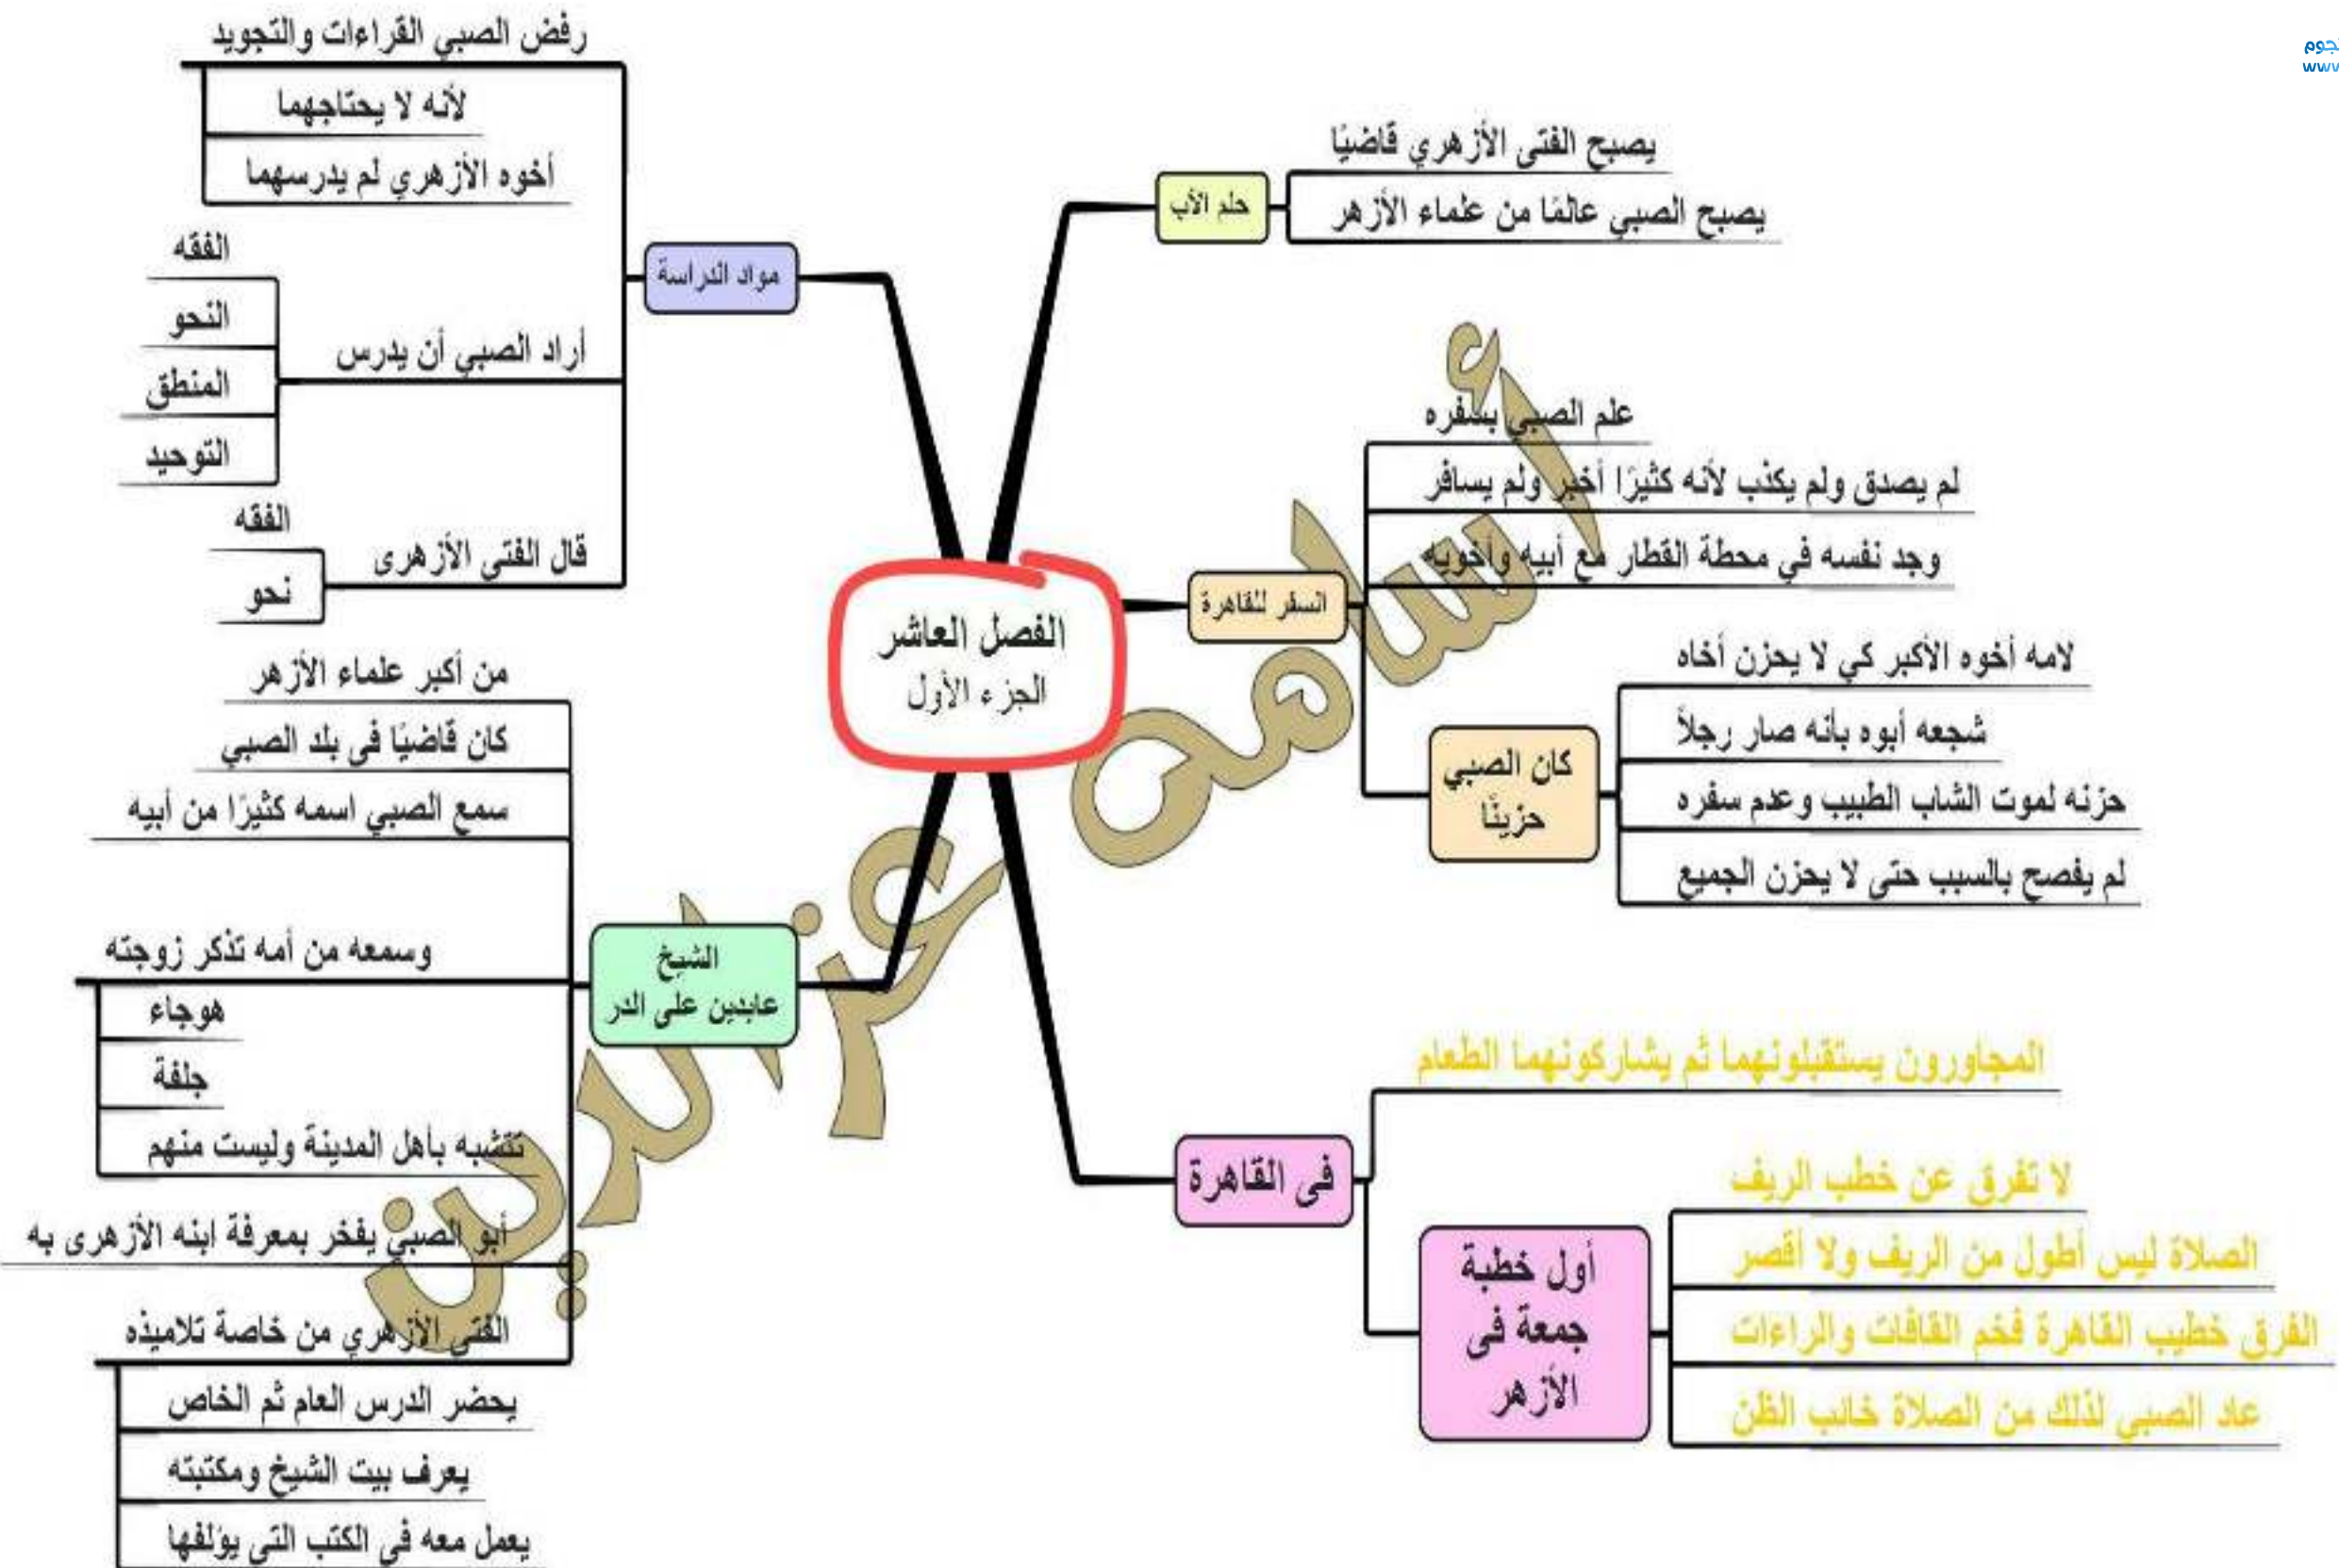 الفصل العاشر
الجزء الأول
حلم الأب
يصبح الفتى الأزهري قاضيًا
يصبح الصبي عالمًا من علماء الأزهر
السفر للقاهرة
علم الصبي بسفره
لم يصدق ولم يكذب لأنه كثيرًا أخبر ولم يسافر
وجد نفسه في محطة القطار مع أبيه وأخويه
كان الصبي
حزينًا
لامه أخوه الأكبر كي لا يحزن أخاه
شجعه أبوه بأنه صار رجلاً
حزنه لموت الشاب الطبيب وعدم سفره
لم يفصح بالسبب حتى لا يحزن الجميع
فى القاهرة
المجاورون يستقبلونهما ثم يشاركونهما الطعام
أول خطبة
جمعة فى
الأزهر
لا تفرق عن خطب الريف
الصلاة ليس أطول من الريف ولا أقصر
الفرق خطيب القاهرة فخم القافات والراءات
عاد الصبي لذلك من الصلاة خائب الظن
مواد الدراسة
رفض الصبي القراءات والتجويد
لأنه لا يحتاجهما
أخوه الأزهري لم يدرسهما
أراد الصبي أن يدرس
الفقه
النحو
المنطق
التوحيد
قال الفتى الأزهرى
الفقه
نحو
الشيخ
عابدين على الدر
من أكبر علماء الأزهر
كان قاضيًا فى بلد الصبي
سمع الصبي اسمه كثيرًا من أبيه
وسمعه من أمه تذكر زوجته
هوجاء
جلفة
تتشبه بأهل المدينة وليست منهم
أبو الصبي يفخر بمعرفة ابنه الأزهرى به
الفتى الأزهري من خاصة تلاميذه
يحضر الدرس العام ثم الخاص
يعرف بيت الشيخ ومكتبته
يعمل معه فى الكتب التى يؤلفها
أسامه عز الدين
www